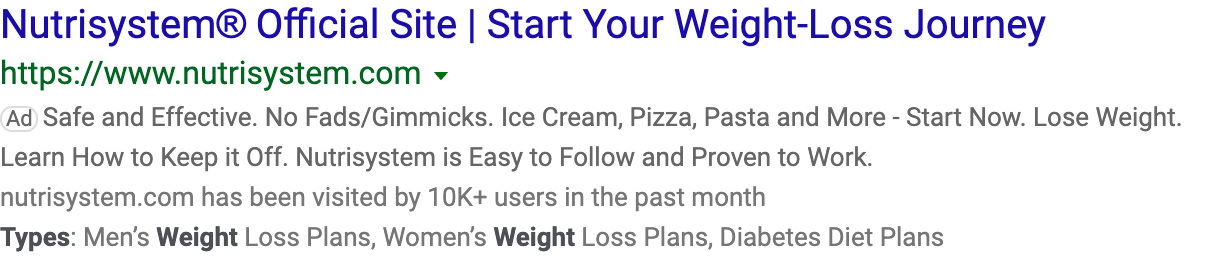 Nutrisystem® Official Site | Start Your Weight-Loss Journey
https://www.nutrisystem.com
Ad Safe and Effective. No Fads/Gimmicks. Ice Cream, Pizza, Pasta and More - Start Now. Lose Weight.
Learn How to Keep it Off. Nutrisystem is Easy to Follow and Proven to Work.
nutrisystem.com has been visited by 10K+ users in the past month
Types: Men’s Weight Loss Plans, Women’s Weight Loss Plans, Diabetes Diet Plans